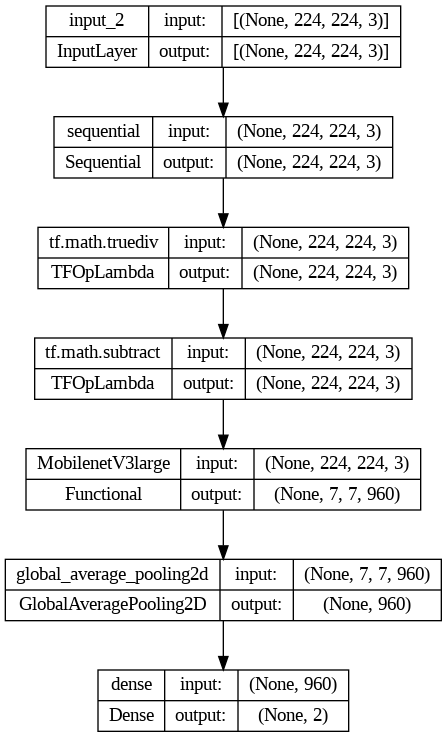 input_2 input: [(None, 224, 224, 3)]
InputLayer output: [(None, 224, 224, 3)]
sequential input: (None, 224, 224, 3)
Sequential output: (None, 224, 224, 3)
tf.math.truediv input: (None, 224, 224, 3)
TFOpLambda output: (None, 224, 224, 3)
tf.math.subtract input: (None, 224, 224, 3)
TFOpLambda output: (None, 224, 224, 3)
MobilenetV3large input: (None, 224, 224, 3)
Functional output: (None, 7, 7, 960)
global_average_pooling2d input: (None, 7, 7, 960)
GlobalAveragePooling2D output: (None, 960)
dense input: (None, 960)
Dense output: (None, 2)